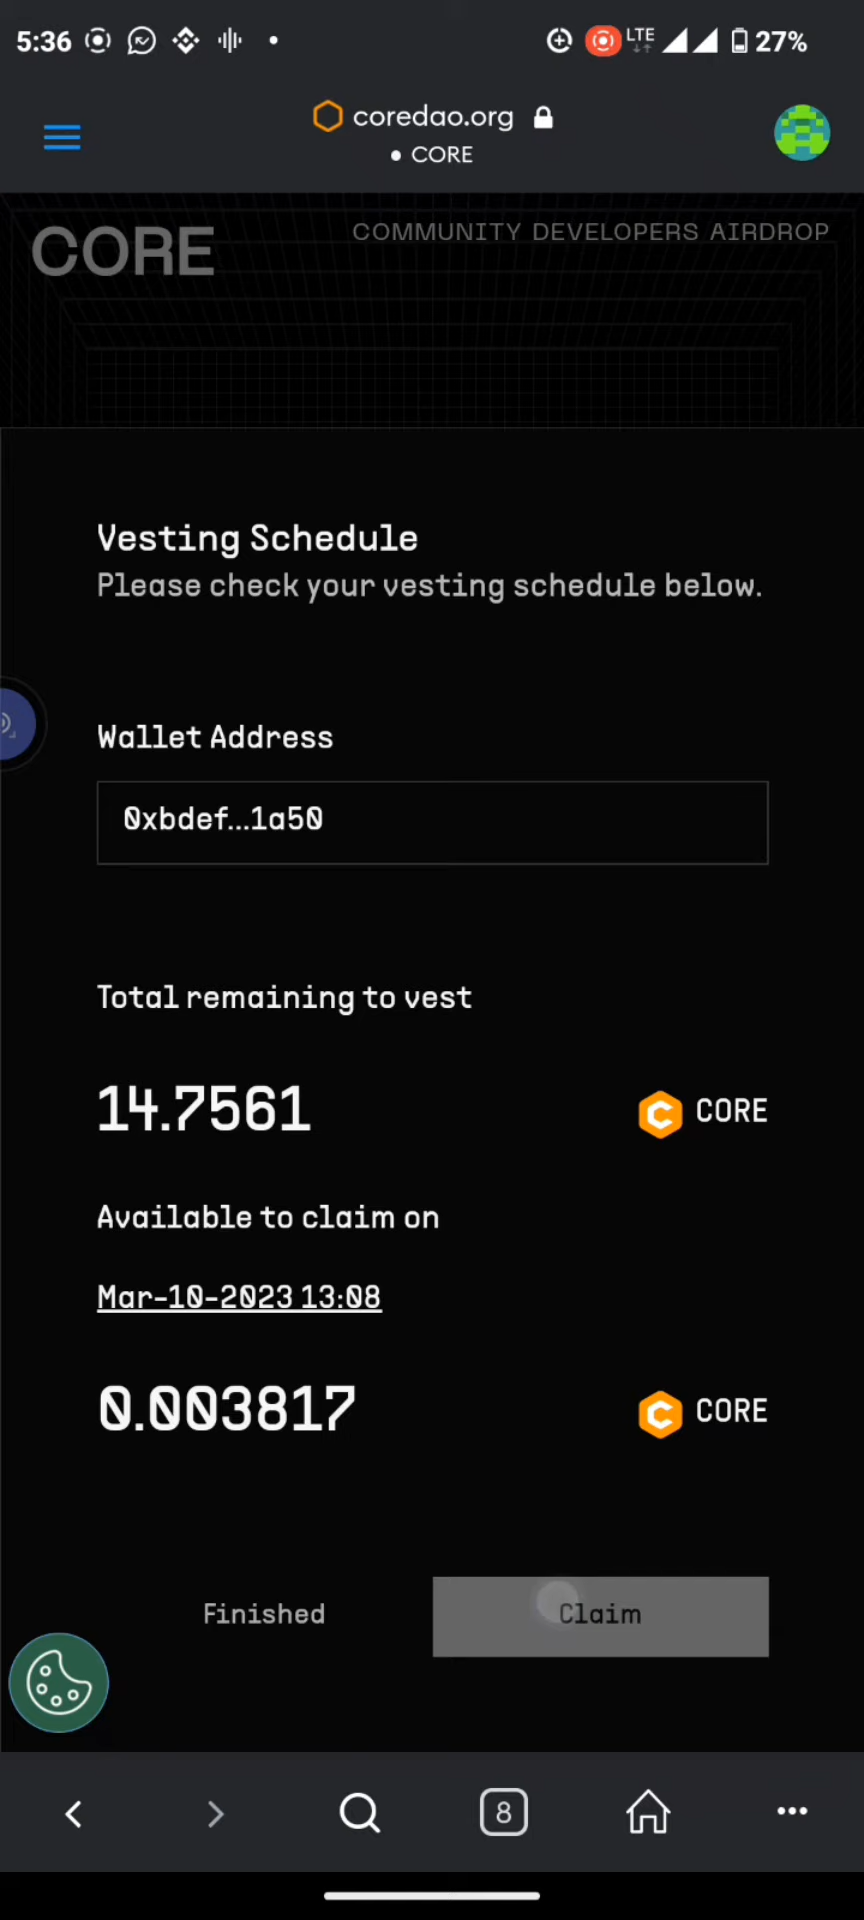 5:36
LTE
27%
coredao.org
• CORE
CORE
COMMUNITY DEVELOPERS AIRDROP
Vesting Schedule
Please check your vesting schedule below.
Wallet Address
0xbdef...1a50
Total remaining to vest
14.7561
CORE
Available to claim on
Mar-10-2023 13:08
0.003817
CORE
Finished
Claim
8